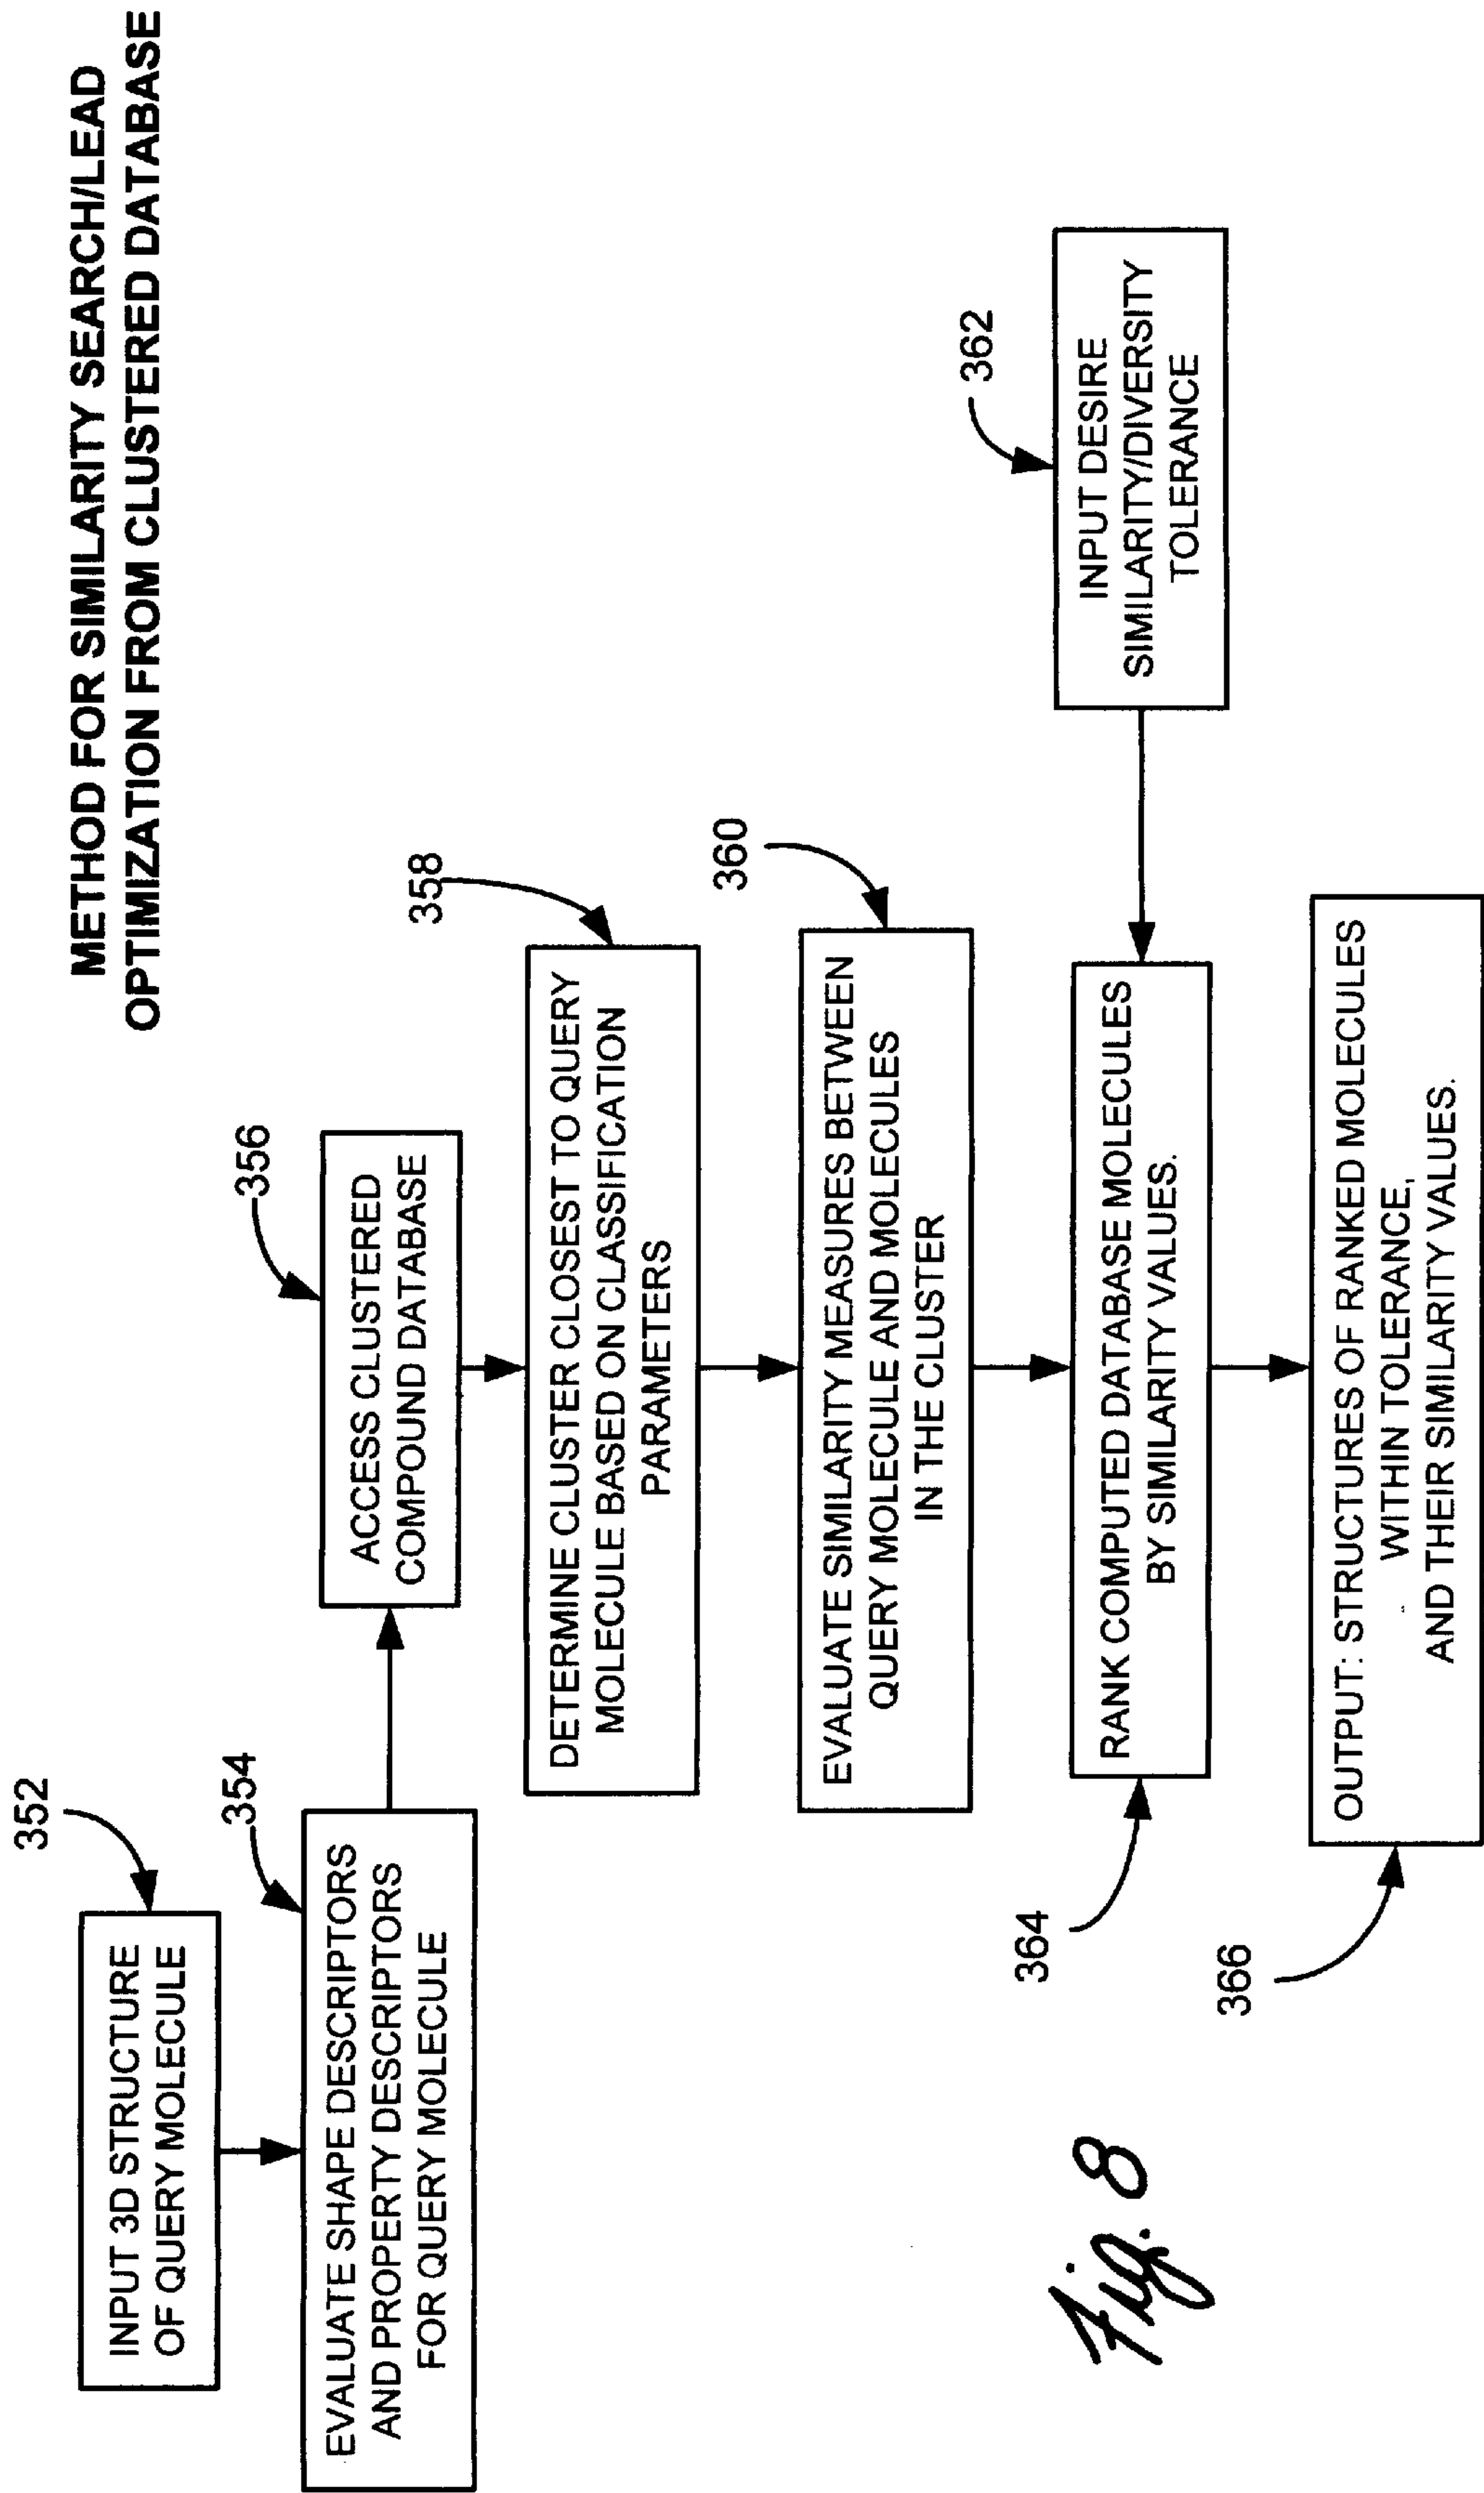 METHOD FOR SIMILARITY SEARCH/LEAD
OPTIMIZATION FROM CLUSTERED DATABASE
352
INPUT 3D STRUCTURE
OF QUERY MOLECULE
354
EVALUATE SHAPE DESCRIPTORS
AND PROPERTY DESCRIPTORS
FOR QUERY MOLECULE
356
ACCESS CLUSTERED
COMPOUND DATABASE
358
DETERMINE CLUSTER CLOSEST TO QUERY
MOLECULE BASED ON CLASSIFICATION
PARAMETERS
360
EVALUATE SIMILARITY MEASURES BETWEEN
QUERY MOLECULE AND MOLECULES
IN THE CLUSTER
362
INPUT DESIRE
SIMILARITY/DIVERSITY
TOLERANCE
364
RANK COMPUTED DATABASE MOLECULES
BY SIMILARITY VALUES.
366
OUTPUT: STRUCTURES OF RANKED MOLECULES
WITHIN TOLERANCE,
AND THEIR SIMILARITY VALUES.
Fig. 8